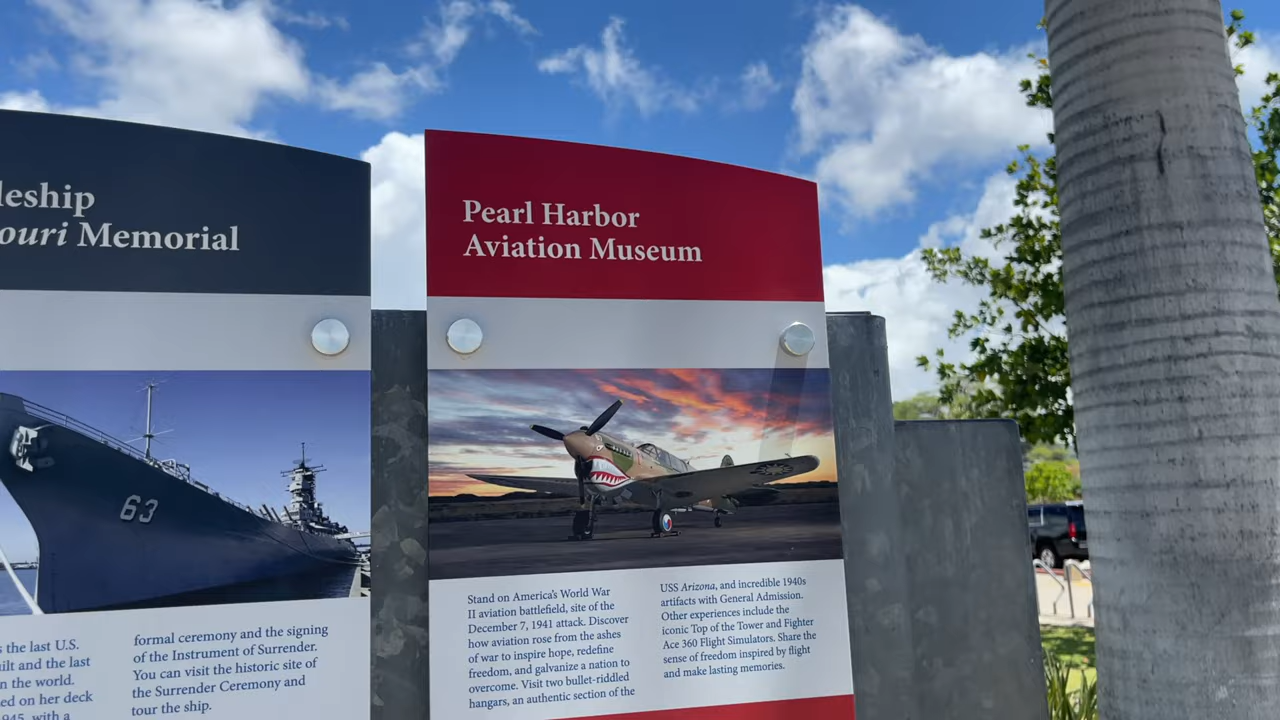 leship
ouri Memorial
63
s the last U.S.
uilt and the last
n the world.
ed on her deck
1945, with a
formal ceremony and the signing
of the Instrument of Surrender.
You can visit the historic site of
the Surrender Ceremony and
tour the ship.
Pearl Harbor
Aviation Museum
Stand on America's World War
II aviation battlefield, site of the
December 7, 1941 attack. Discover
how aviation rose from the ashes
of war to inspire hope, redefine
freedom, and galvanize a nation to
overcome. Visit two bullet-riddled
hangars, an authentic section of the
USS Arizona, and incredible 1940s
artifacts with General Admission.
Other experiences include the
iconic Top of the Tower and Fighter
Ace 360 Flight Simulators. Share the
sense of freedom inspired by flight
and make lasting memories.